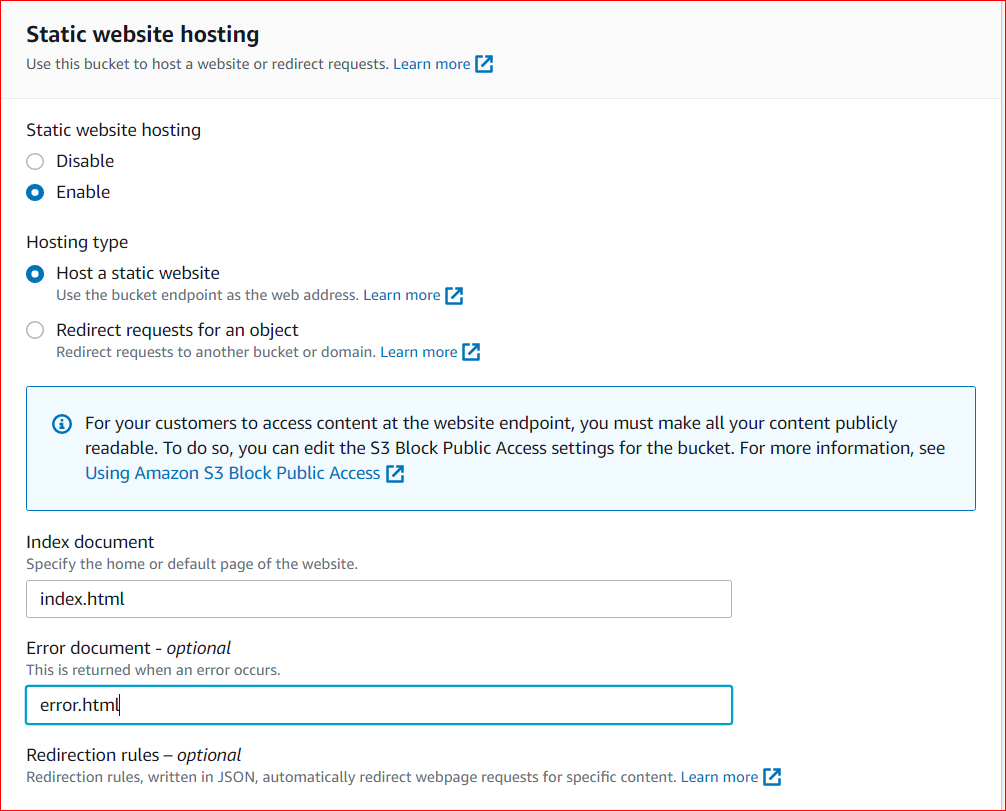 Static website hosting
Use this bucket to host a website or redirect requests. Learn more
Static website hosting
Disable
Enable
Hosting type
Host a static website
Use the bucket endpoint as the web address. Learn more
Redirect requests for an object
Redirect requests to another bucket or domain. Learn more
For your customers to access content at the website endpoint, you must make all your content publicly
readable. To do so, you can edit the S3 Block Public Access settings for the bucket. For more information, see
Using Amazon S3 Block Public Access
Index document
Specify the home or default page of the website.
index.html
Error document - optional
This is returned when an error occurs.
error.html
Redirection rules – optional
Redirection rules, written in JSON, automatically redirect webpage requests for specific content. Learn more